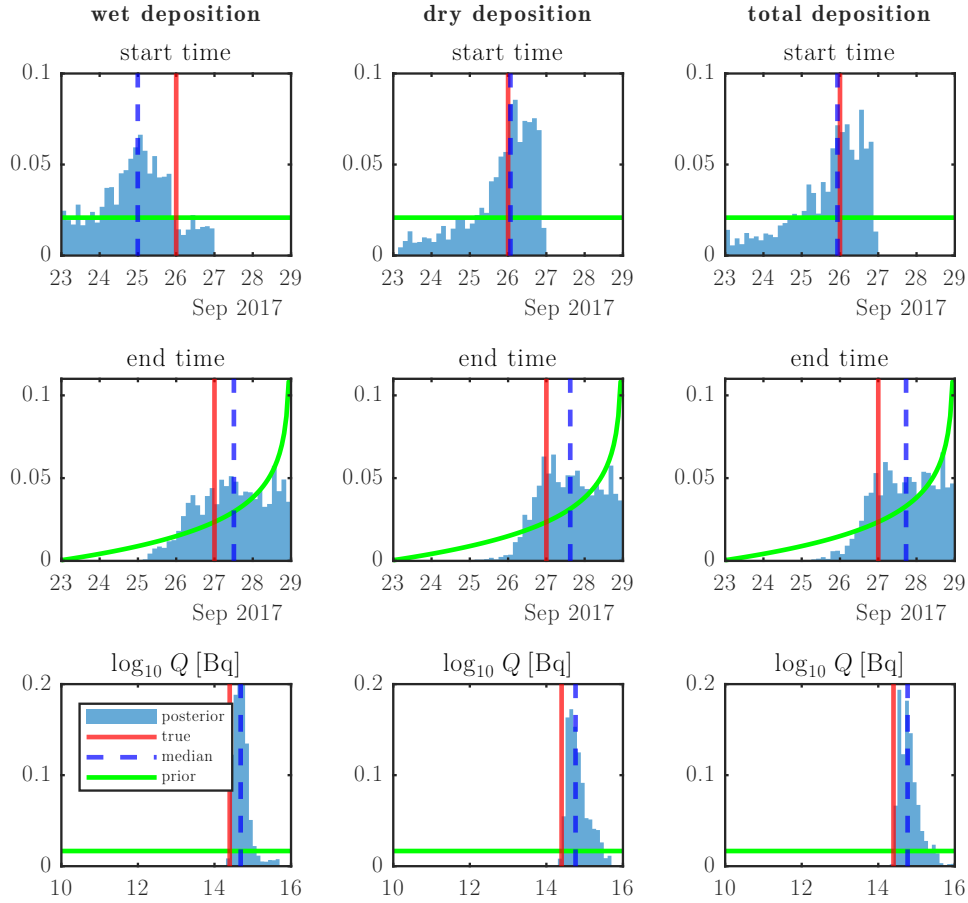 wet deposition dry deposition total deposition
start time start time start time
0.1 0.1 0.1
0.05 0.05 0.05
0 0 0
23 24 25 26 27 28 29 23 24 25 26 27 28 29 23 24 25 26 27 28 29
Sep 2017 Sep 2017 Sep 2017
end time end time end time
0.1 0.1 0.1
0.05 0.05 0.05
0 0 0
23 24 25 26 27 28 29 23 24 25 26 27 28 29 23 24 25 26 27 28 29
Sep 2017 Sep 2017 Sep 2017
log₁₀ Q [Bq] log₁₀ Q [Bq] log₁₀ Q [Bq]
0.2 0.2 0.2
posterior
true
median
prior
0.1 0.1 0.1
0 0 0
10 12 14 16 10 12 14 16 10 12 14 16